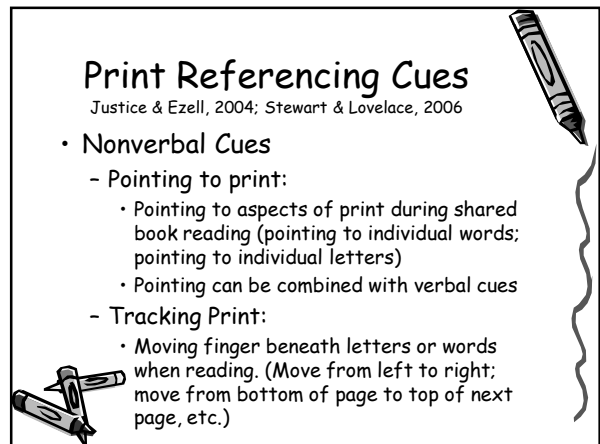 Print Referencing Cues
Justice & Ezell, 2004; Stewart & Lovelace, 2006
• Nonverbal Cues
– Pointing to print:
• Pointing to aspects of print during shared
book reading (pointing to individual words;
pointing to individual letters)
• Pointing can be combined with verbal cues
– Tracking Print:
• Moving finger beneath letters or words
when reading. (Move from left to right;
move from bottom of page to top of next
page, etc.)